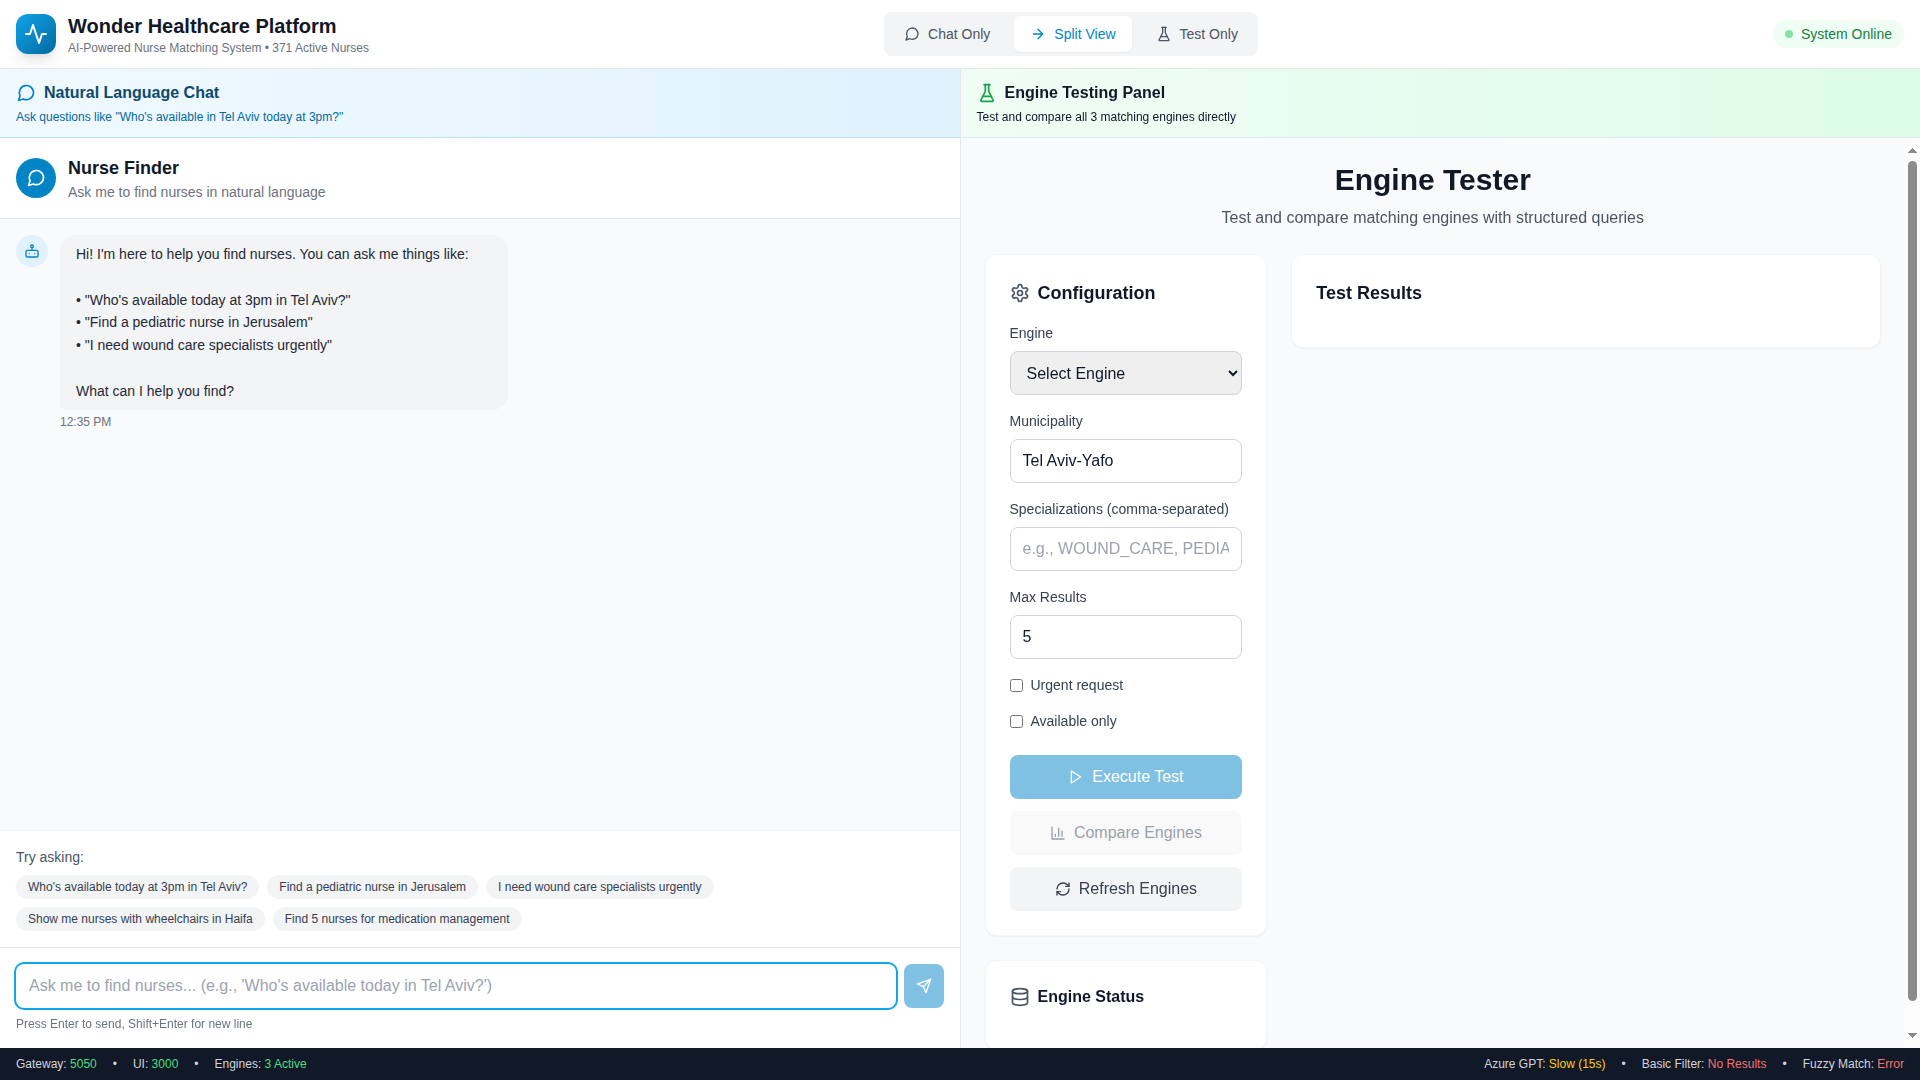 Wonder Healthcare Platform
AI-Powered Nurse Matching System • 371 Active Nurses
Chat Only
Split View
Test Only
System Online
Natural Language Chat
Ask questions like "Who's available in Tel Aviv today at 3pm?"
Nurse Finder
Ask me to find nurses in natural language
Hi! I'm here to help you find nurses. You can ask me things like:
• "Who's available today at 3pm in Tel Aviv?"
• "Find a pediatric nurse in Jerusalem"
• "I need wound care specialists urgently"
What can I help you find?
12:35 PM
Try asking:
Who's available today at 3pm in Tel Aviv?
Find a pediatric nurse in Jerusalem
I need wound care specialists urgently
Show me nurses with wheelchairs in Haifa
Find 5 nurses for medication management
Ask me to find nurses... (e.g., 'Who's available today in Tel Aviv?')
Press Enter to send, Shift+Enter for new line
Engine Testing Panel
Test and compare all 3 matching engines directly
Engine Tester
Test and compare matching engines with structured queries
Configuration
Engine
Select Engine
Municipality
Tel Aviv-Yafo
Specializations (comma-separated)
e.g., WOUND_CARE, PEDIA
Max Results
5
Urgent request
Available only
Execute Test
Compare Engines
Refresh Engines
Engine Status
Test Results
Gateway: 5050 • UI: 3000 • Engines: 3 Active
Azure GPT: Slow (15s) • Basic Filter: No Results • Fuzzy Match: Error